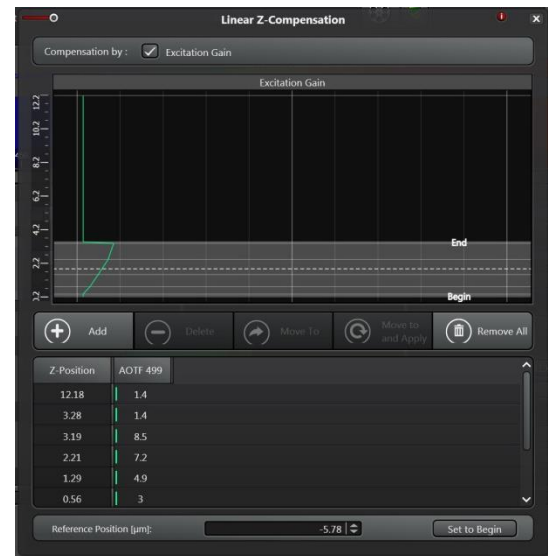 Linear Z-Compensation
Compensation by : Excitation Gain
Excitation Gain
12.2
10.2
8.2
6.2
4.2
End
2.2
Begin
Add
Delete
Move To
Move to
and Apply
Remove All
Z-Position AOTF 499
12.18 1.4
3.28 1.4
3.19 8.5
2.21 7.2
1.29 4.9
0.56 3
Reference Position [µm]: -5.78 Set to Begin